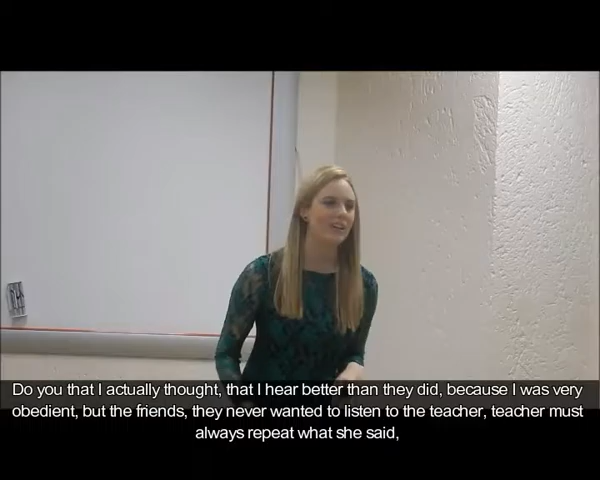 Do you that I actually thought, that I hear better than they did, because I was very
obedient, but the friends, they never wanted to listen to the teacher, teacher must
always repeat what she said,